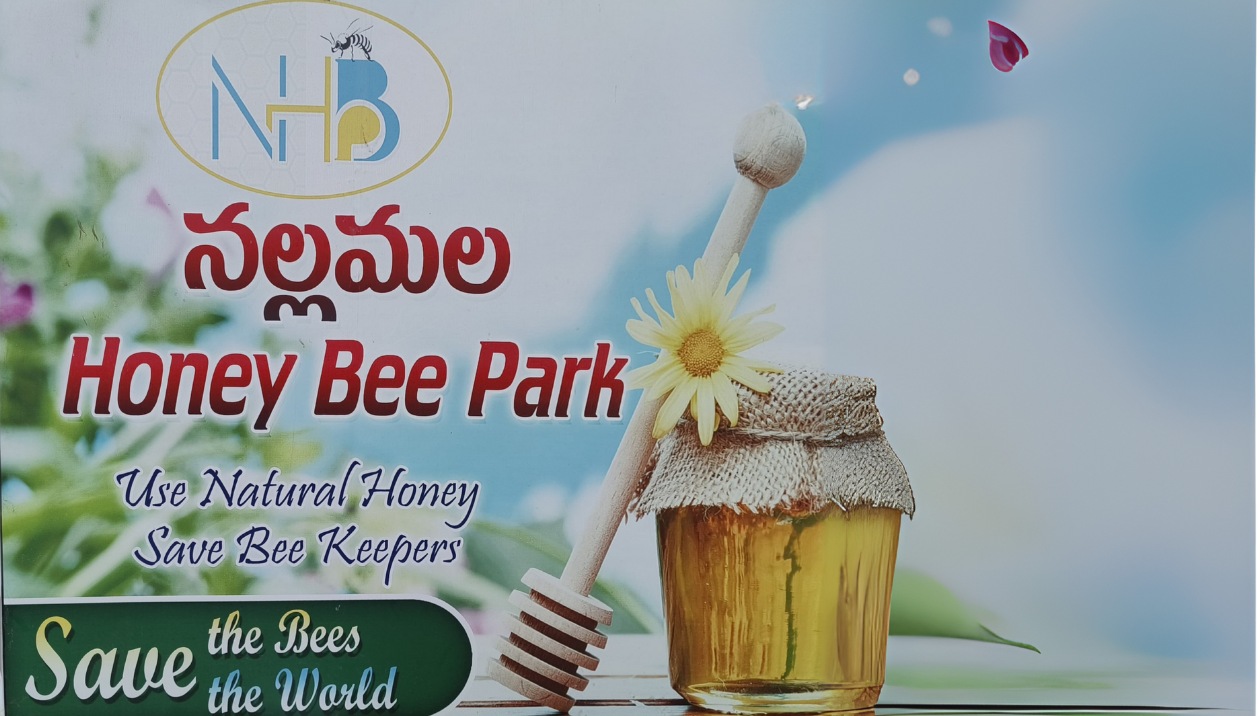 NHB
నల్లమల
Honey Bee Park
Use Natural Honey
Save Bee Keepers
Save the Bees
the World